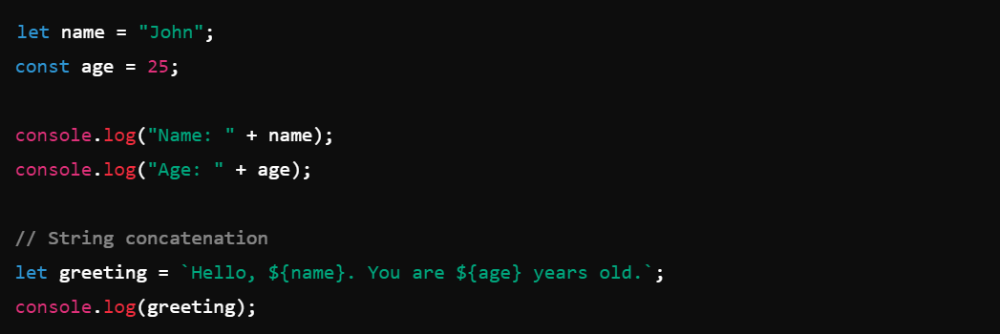 let name = "John";
const age = 25;
console.log("Name: " + name);
console.log("Age: " + age);
// String concatenation
let greeting = `Hello, ${name}. You are ${age} years old.`;
console.log(greeting);